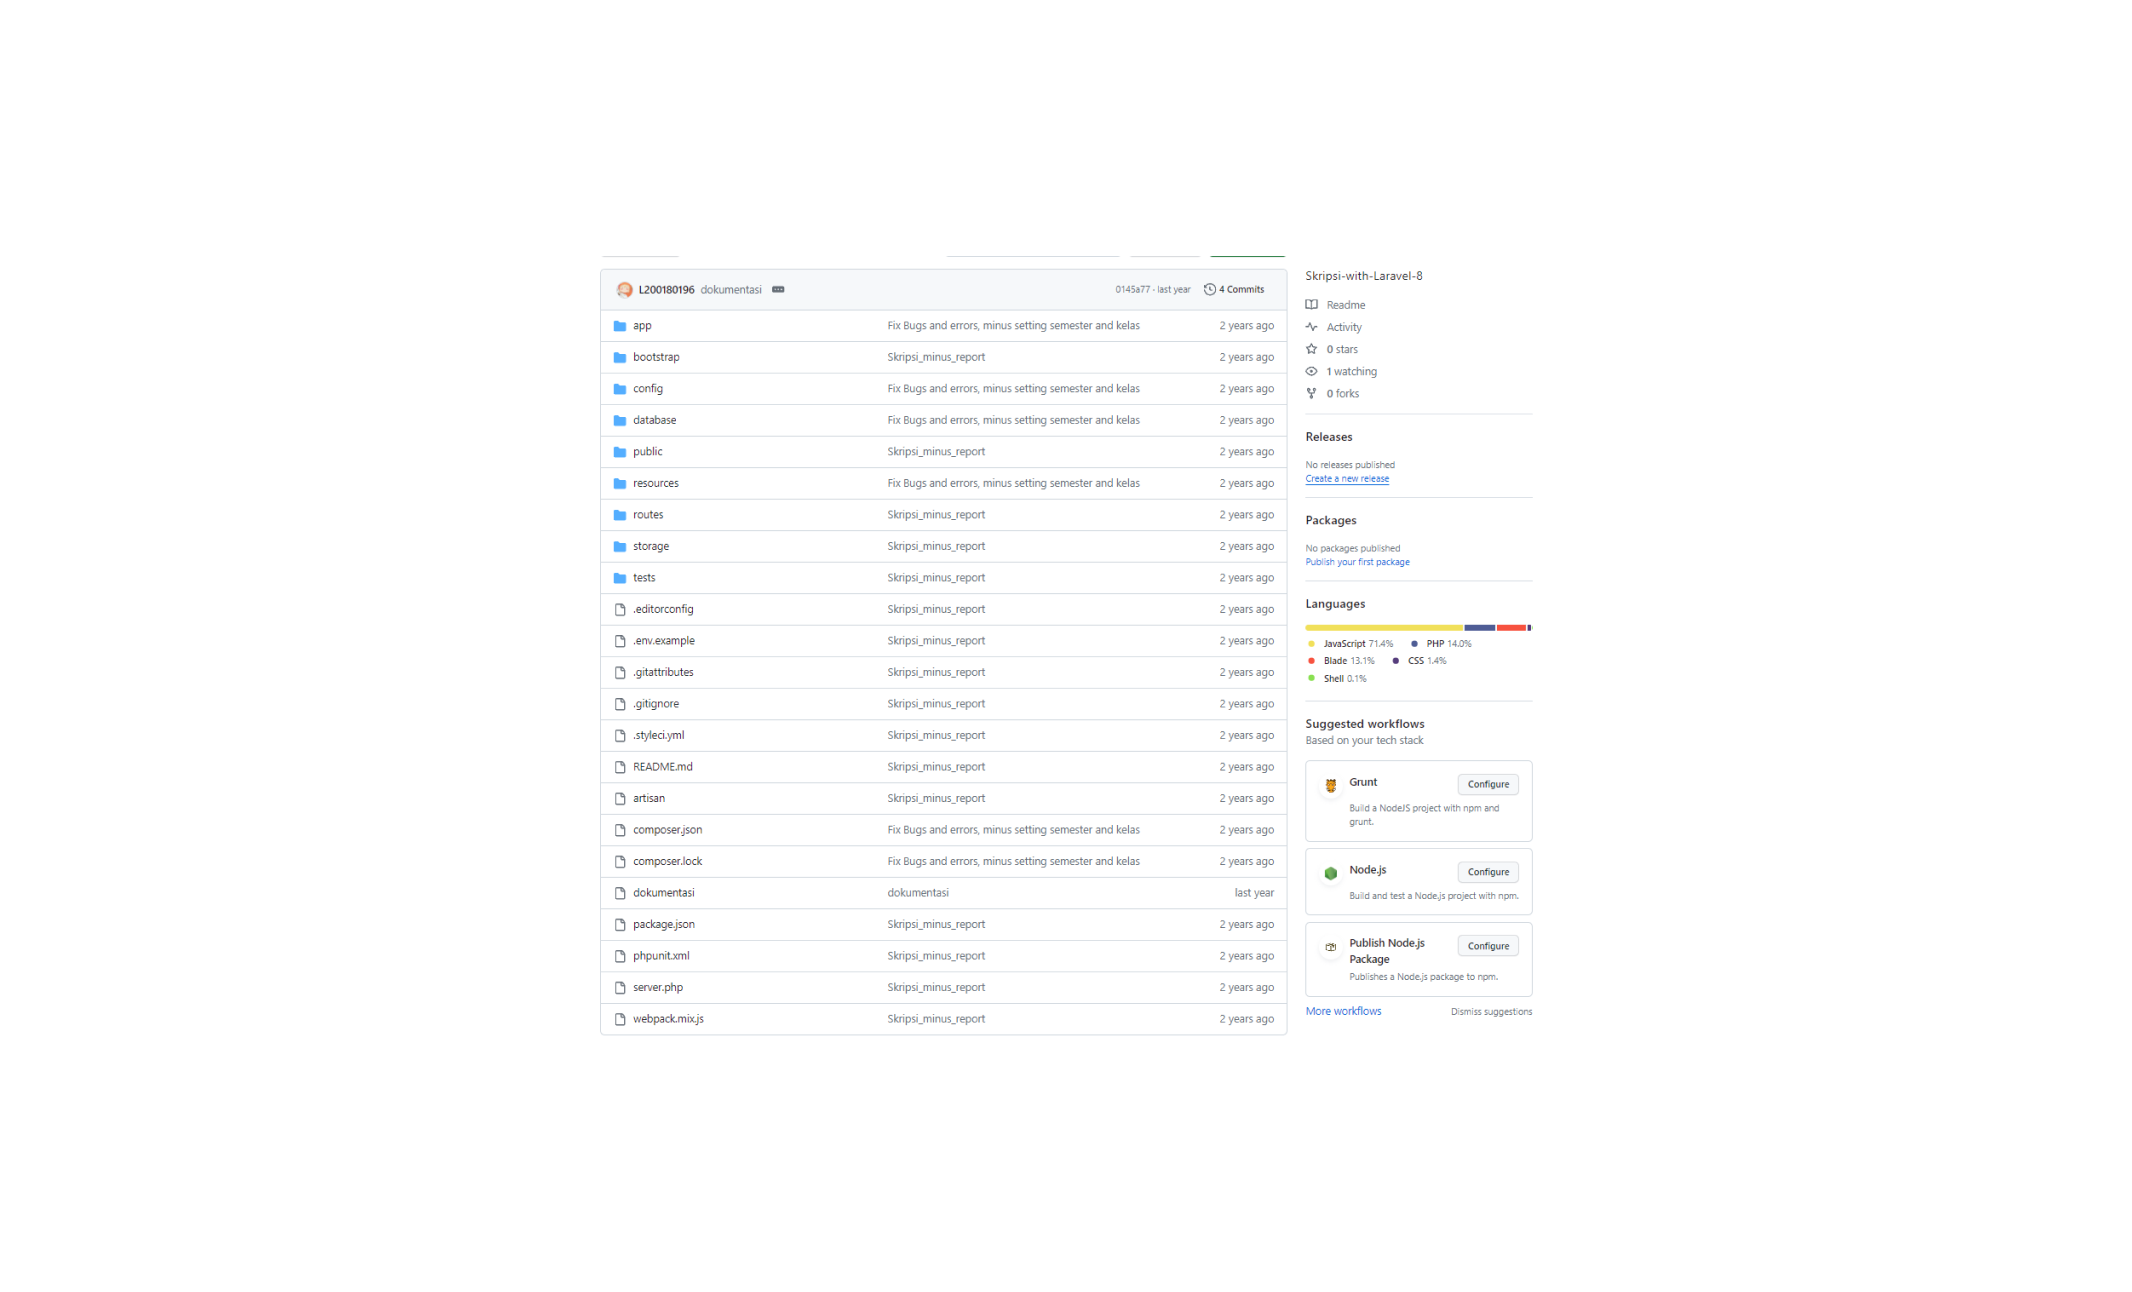 L200180196 dokumentasi 0145a77 · last year 4 Commits
app Fix Bugs and errors, minus setting semester and kelas 2 years ago
bootstrap Skripsi_minus_report 2 years ago
config Fix Bugs and errors, minus setting semester and kelas 2 years ago
database Fix Bugs and errors, minus setting semester and kelas 2 years ago
public Skripsi_minus_report 2 years ago
resources Fix Bugs and errors, minus setting semester and kelas 2 years ago
routes Skripsi_minus_report 2 years ago
storage Skripsi_minus_report 2 years ago
tests Skripsi_minus_report 2 years ago
.editorconfig Skripsi_minus_report 2 years ago
.env.example Skripsi_minus_report 2 years ago
.gitattributes Skripsi_minus_report 2 years ago
.gitignore Skripsi_minus_report 2 years ago
.styleci.yml Skripsi_minus_report 2 years ago
README.md Skripsi_minus_report 2 years ago
artisan Skripsi_minus_report 2 years ago
composer.json Fix Bugs and errors, minus setting semester and kelas 2 years ago
composer.lock Fix Bugs and errors, minus setting semester and kelas 2 years ago
dokumentasi dokumentasi last year
package.json Skripsi_minus_report 2 years ago
phpunit.xml Skripsi_minus_report 2 years ago
server.php Skripsi_minus_report 2 years ago
webpack.mix.js Skripsi_minus_report 2 years ago
Skripsi-with-Laravel-8
Readme
Activity
0 stars
1 watching
0 forks
Releases
No releases published
Create a new release
Packages
No packages published
Publish your first package
Languages
JavaScript 71.4% PHP 14.0%
Blade 13.1% CSS 1.4%
Shell 0.1%
Suggested workflows
Based on your tech stack
Grunt Configure
Build a NodeJS project with npm and
grunt.
Node.js Configure
Build and test a Node.js project with npm.
Publish Node.js Configure
Package
Publishes a Node.js package to npm.
More workflows Dismiss suggestions